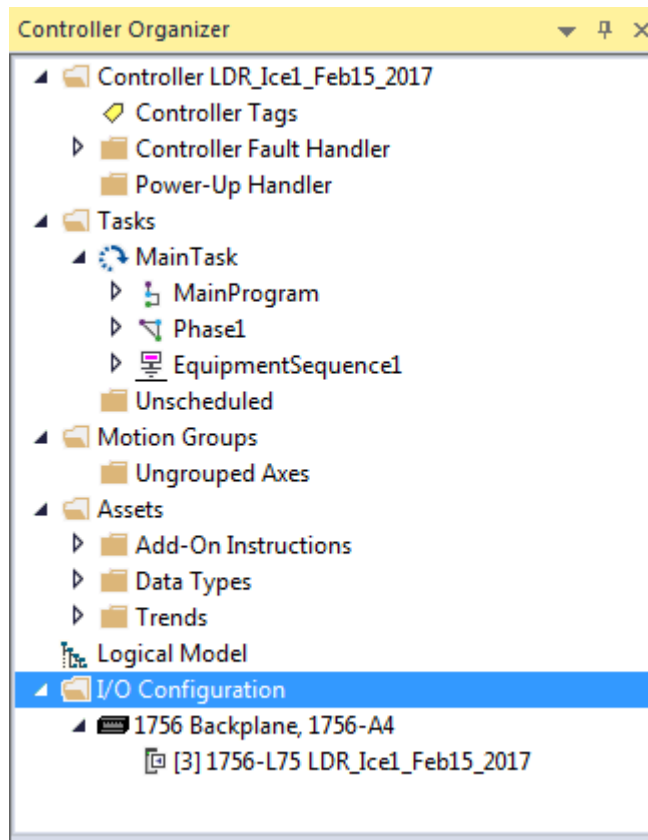 Controller Organizer
Controller LDR_Ice1_Feb15_2017
Controller Tags
Controller Fault Handler
Power-Up Handler
Tasks
MainTask
MainProgram
Phase1
EquipmentSequence1
Unscheduled
Motion Groups
Ungrouped Axes
Assets
Add-On Instructions
Data Types
Trends
Logical Model
I/O Configuration
1756 Backplane, 1756-A4
[3] 1756-L75 LDR_Ice1_Feb15_2017